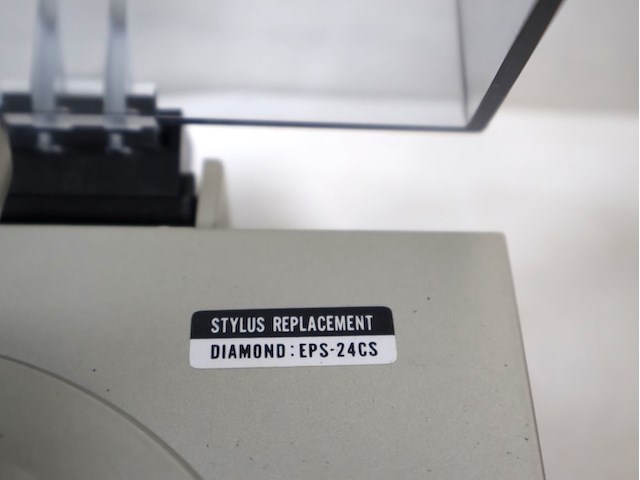 STYLUS REPLACEMENT
DIAMOND: EPS-24CS